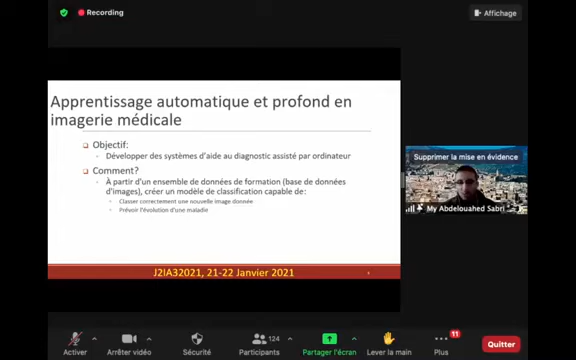 Recording
Affichage
Apprentissage automatique et profond en
imagerie médicale
Objectif:
- Développer des systèmes d'aide au diagnostic assisté par ordinateur
Comment?
- À partir d'un ensemble de données de formation (base de données
d'images), créer un modèle de classification capable de:
- Classer correctement une nouvelle image donnée
- Prévoir l'évolution d'une maladie
J2IA32021, 21-22 Janvier 2021
Supprimer la mise en évidence
My Abdelouahed Sabri
Activer
Arrêter vidéo
Sécurité
124
Participants
Partager l'écran
Lever la main
11
Plus
Quitter